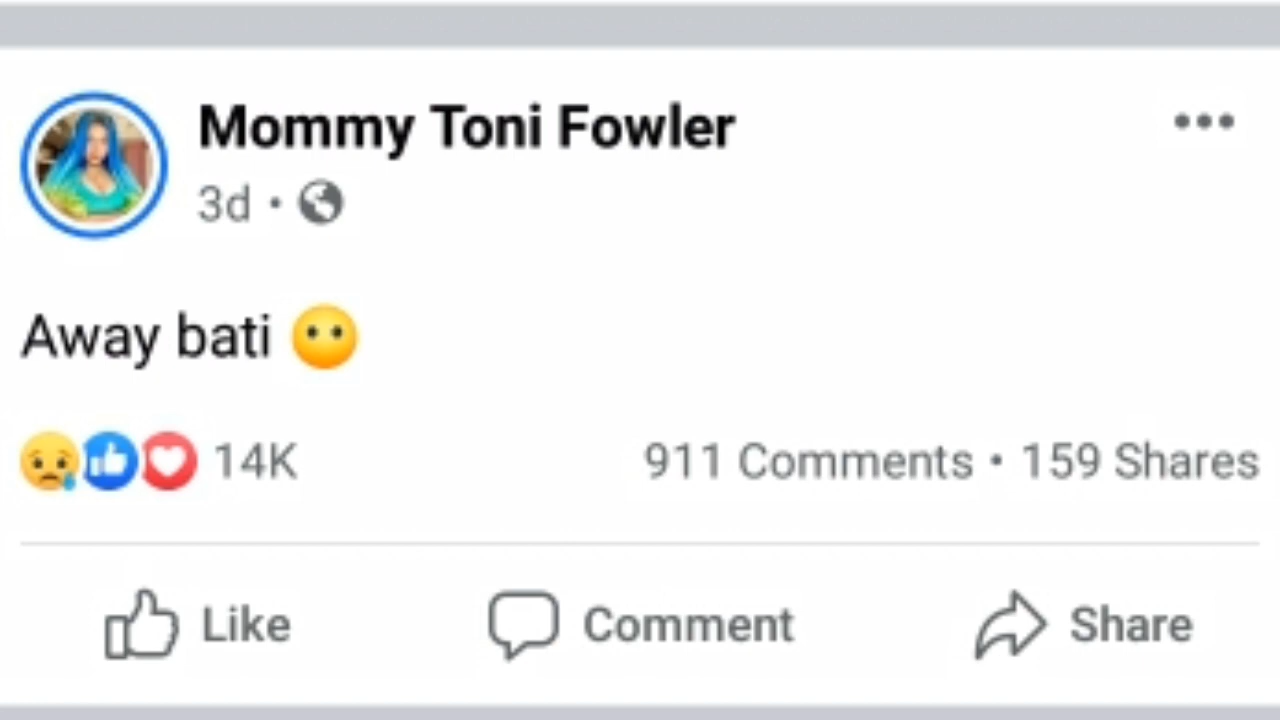 Mommy Toni Fowler
3d •
Away bati 😶
14K 911 Comments • 159 Shares
Like Comment Share